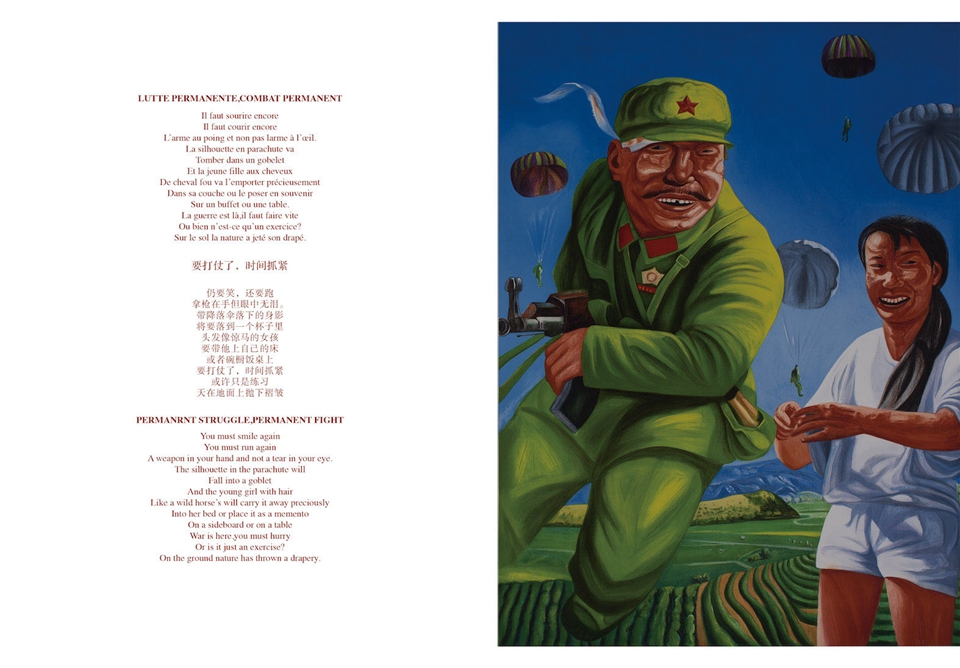 LUTTE PERMANENTE,COMBAT PERMANENT
Il faut sourire encore
Il faut courir encore
L'arme au poing et non pas larme à l'œil.
La silhouette en parachute va
Tomber dans un gobelet
Et la jeune fille aux cheveux
De cheval fou va l'emporter précieusement
Dans sa couche ou le poser en souvenir
Sur un buffet ou une table.
La guerre est là,il faut faire vite
Ou bien n'est-ce qu'un exercice?
Sur le sol la nature a jeté son drapé.
要打仗了，时间抓紧
仍要笑，还要跑
拿枪在手但眼中无泪。
带降落伞落下的身影
将要落到一个杯子里
头发像惊马的女孩
要带他上自己的床
或者碗橱饭桌上
要打仗了，时间抓紧
或许只是练习
天在地面上抛下褶皱
PERMANRNT STRUGGLE,PERMANENT FIGHT
You must smile again
You must run again
A weapon in your hand and not a tear in your eye.
The silhouette in the parachute will
Fall into a goblet
And the young girl with hair
Like a wild horse's will carry it away preciously
Into her bed or place it as a memento
On a sideboard or on a table
War is here,you must hurry
Or is it just an exercise?
On the ground nature has thrown a drapery.